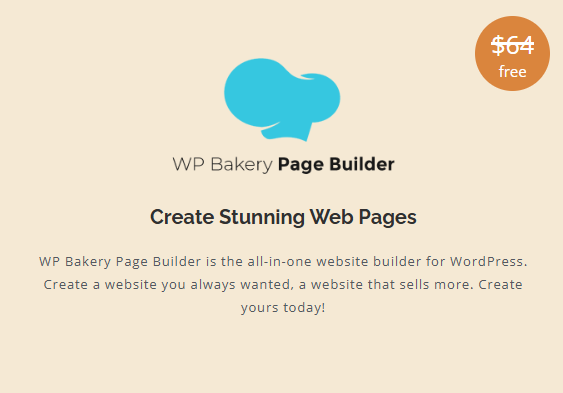 $64
free
WP Bakery Page Builder
Create Stunning Web Pages
WP Bakery Page Builder is the all-in-one website builder for WordPress.
Create a website you always wanted, a website that sells more. Create
yours today!